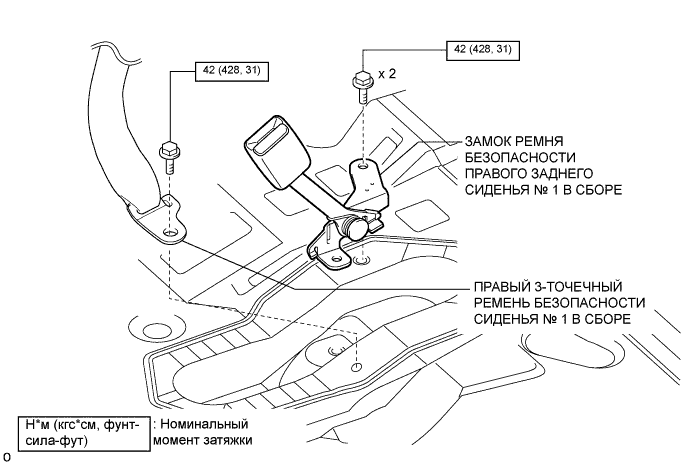 42 (428, 31)
42 (428, 31)
x 2
ЗАМОК РЕМНЯ
БЕЗОПАСНОСТИ
ПРАВОГО ЗАДНЕГО
СИДЕНЬЯ № 1 В СБОРЕ
ПРАВЫЙ 3-ТОЧЕЧНЫЙ
РЕМЕНЬ БЕЗОПАСНОСТИ
СИДЕНЬЯ № 1 В СБОРЕ
Н*м (кгс*см, фунт-
сила-фут)
: Номинальный
момент затяжки
o